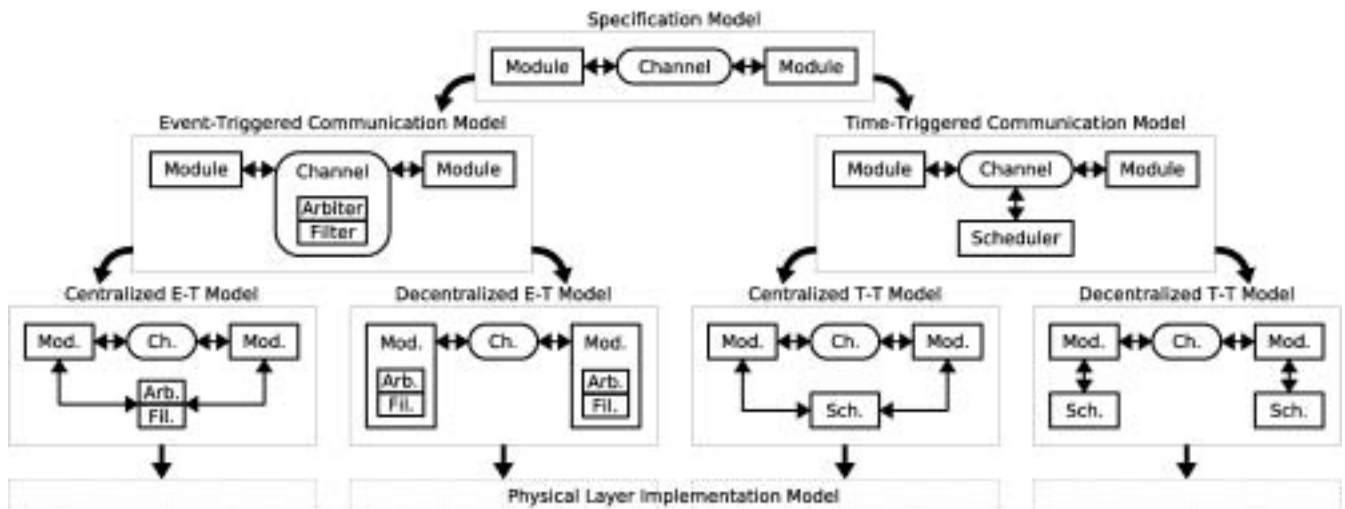 Specification Model
Module Channel Module
Event-Triggered Communication Model
Time-Triggered Communication Model
Module Channel Module
Arbiter
Filter
Module Channel Module
Scheduler
Centralized E-T Model
Decentralized E-T Model
Centralized T-T Model
Decentralized T-T Model
Mod. Ch. Mod.
Arb.
Fil.
Mod. Ch. Mod.
Arb. Arb.
Fil. Fil.
Mod. Ch. Mod.
Sch.
Mod. Ch. Mod.
Sch. Sch.
Physical Layer Implementation Model